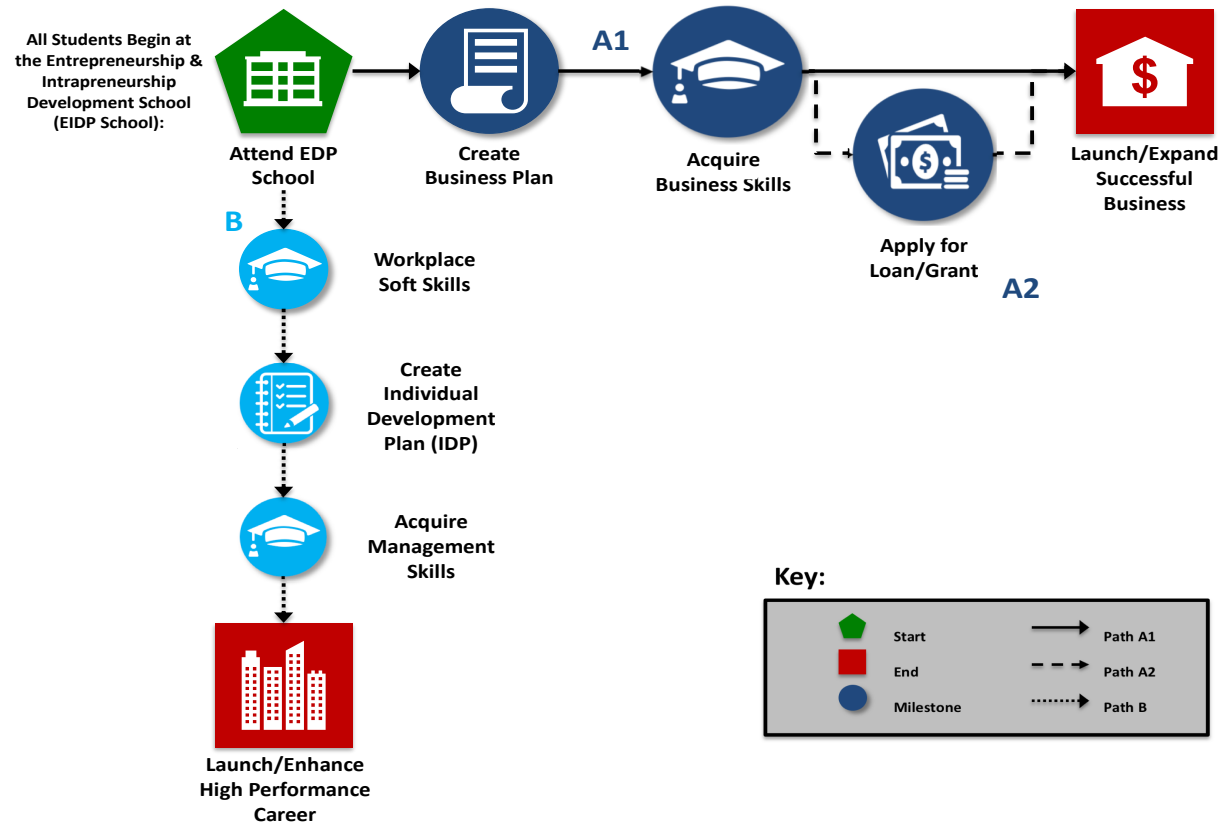 All Students Begin at
the Entrepreneurship &
Intrapreneurship
Development School
(EIDP School):
Attend EDP
School
Create
Business Plan
A1
Acquire
Business Skills
$
Launch/Expand
Successful
Business
$
Apply for
Loan/Grant
A2
B
Workplace
Soft Skills
Create
Individual
Development
Plan (IDP)
Acquire
Management
Skills
Launch/Enhance
High Performance
Career
Key:
Start
Path A1
End
Path A2
Milestone
Path B